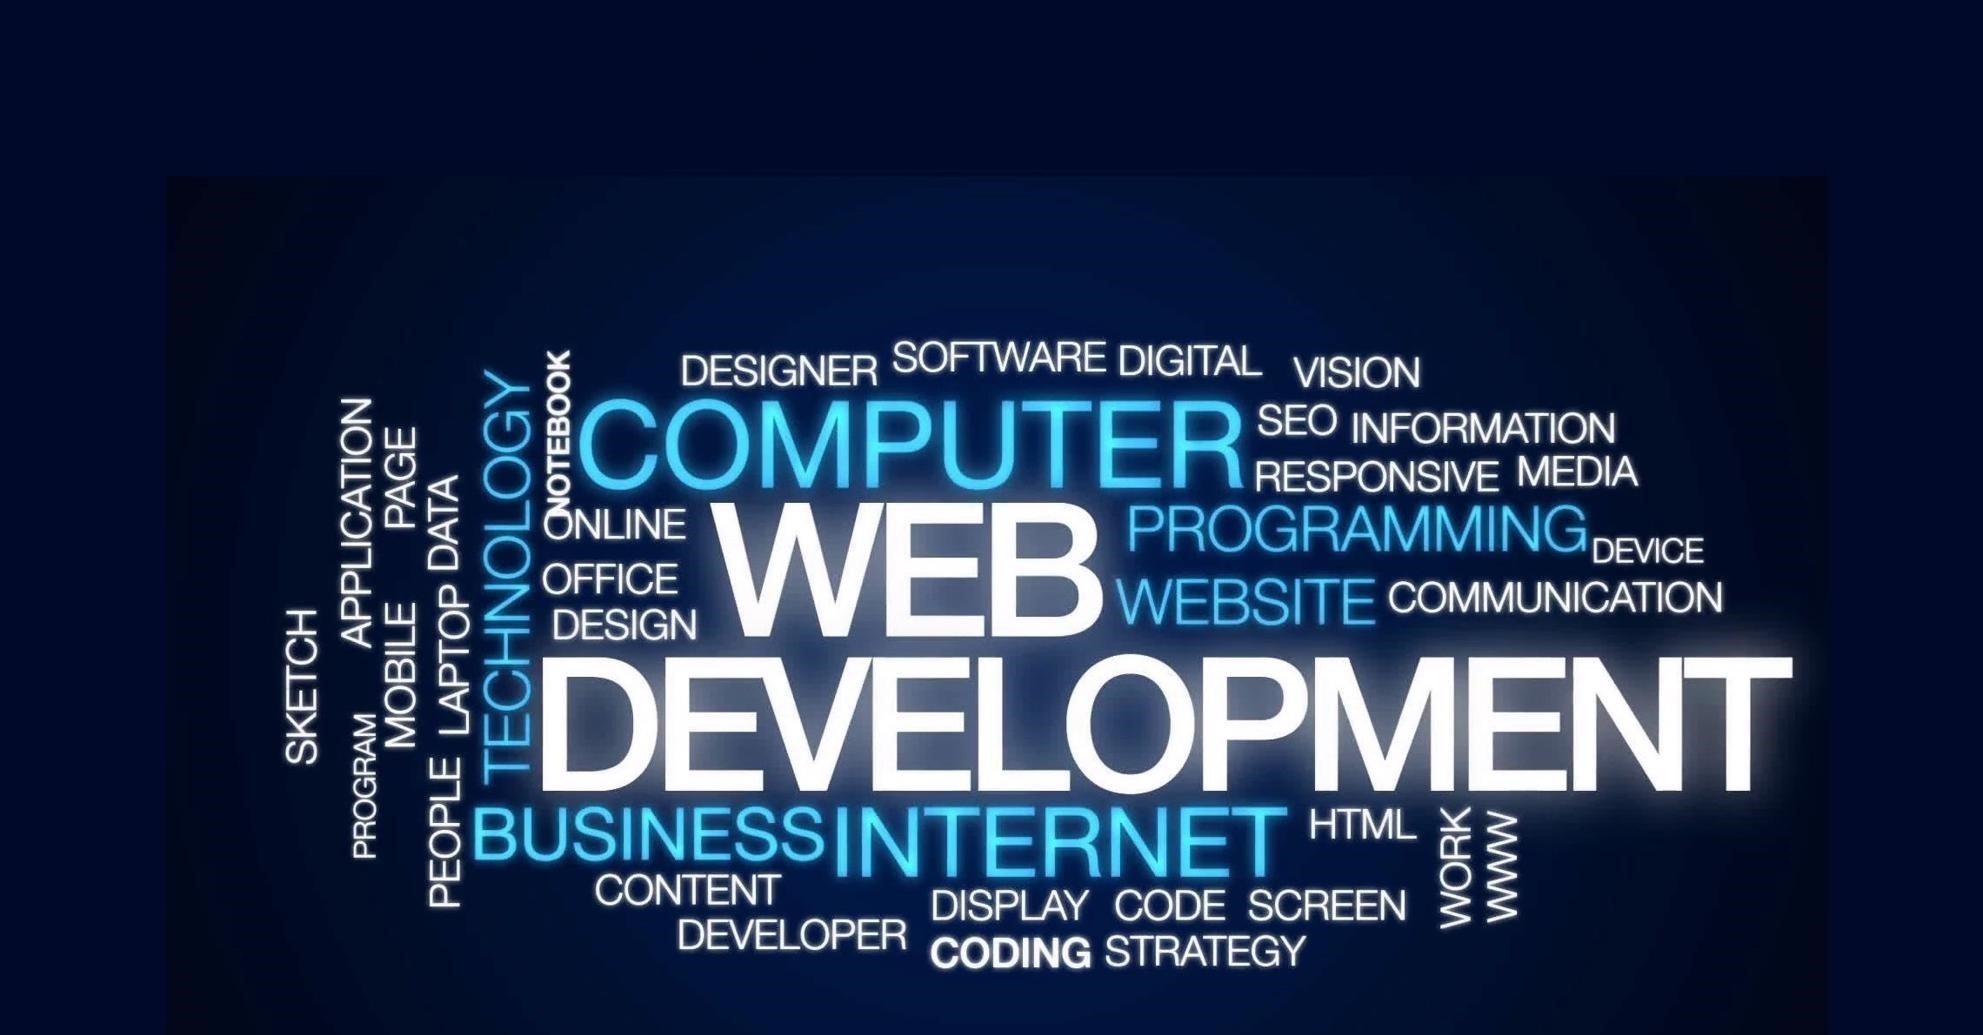 DESIGNER SOFTWARE DIGITAL VISION
COMPUTER SEO INFORMATION
RESPONSIVE MEDIA
ONLINE WEB PROGRAMMING DEVICE
OFFICE WEBSITE COMMUNICATION
DESIGN
DEVELOPMENT
BUSINESS INTERNET HTML
CONTENT DISPLAY CODE SCREEN
DEVELOPER CODING STRATEGY
SKETCH
APPLICATION
PROGRAM
PAGE
MOBILE
DATA
LAPTOP
PEOPLE
TECHNOLOGY
NOTEBOOK
WORK
WWW